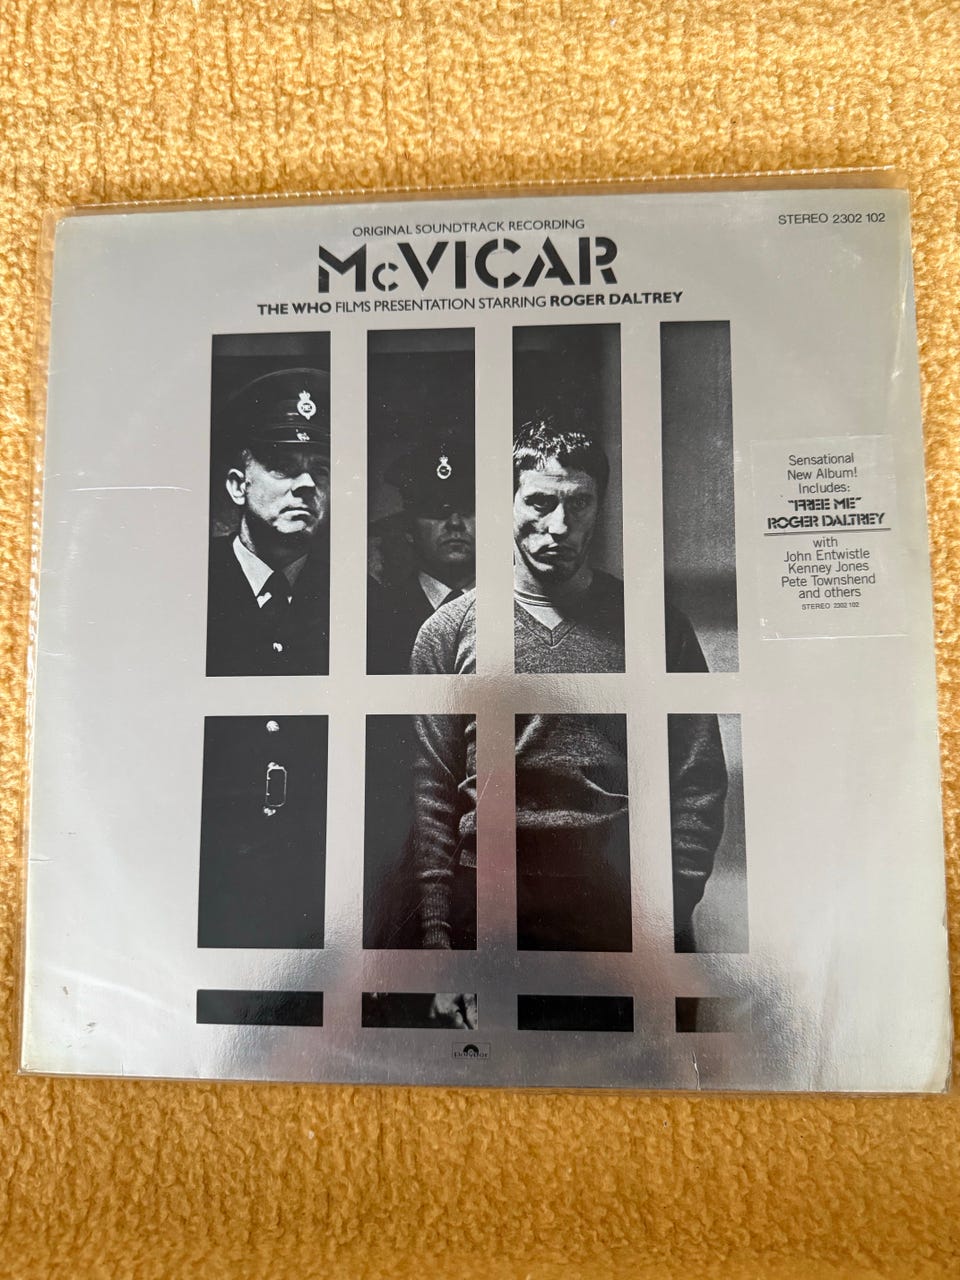 STEREO 2302 102
ORIGINAL SOUNDTRACK RECORDING
McVICAR
THE WHO FILMS PRESENTATION STARRING ROGER DALTREY
Sensational
New Album!
Includes:
"FREE ME"
ROGER DALTREY
with
John Entwistle
Kenney Jones
Pete Townshend
and others
STEREO 2302 102
polydor